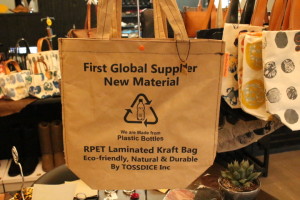 First Global Supplier
New Material
We are Made from
Plastic Bottles
RPET Laminated Kraft Bag
Eco-friendly, Natural & Durable
By TOSSDICE Inc